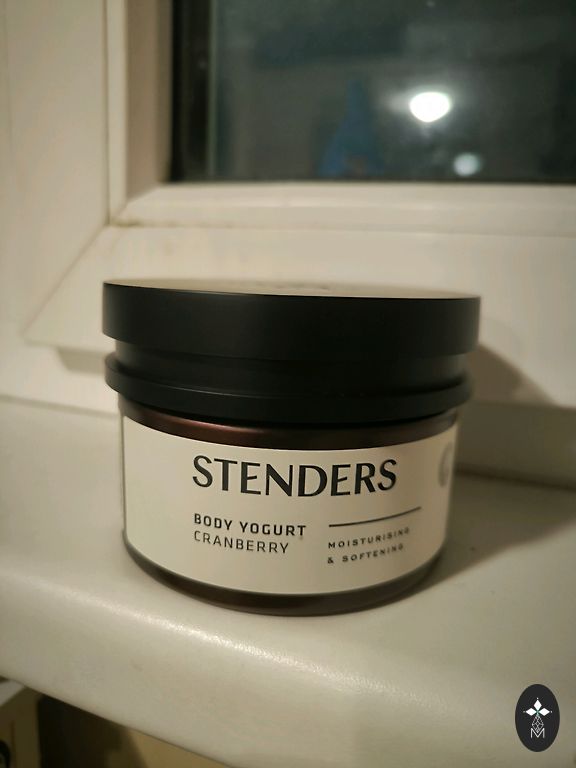 STENDERS
BODY YOGURT
CRANBERRY
MOISTURISING
& SOFTENING
M